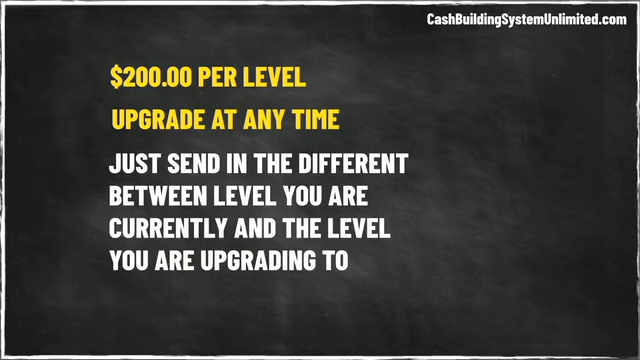 CashBuildingSystemUnlimited.com
$200.00 PER LEVEL
UPGRADE AT ANY TIME
JUST SEND IN THE DIFFERENT
BETWEEN LEVEL YOU ARE
CURRENTLY AND THE LEVEL
YOU ARE UPGRADING TO